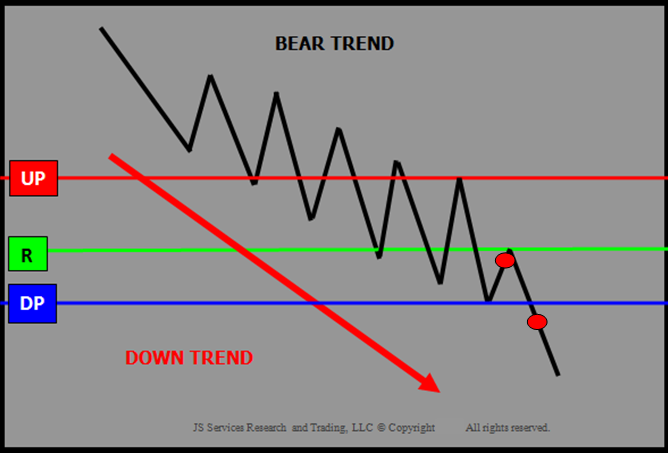 BEAR TREND
UP
R
DP
DOWN TREND
JS Services Research and Trading, LLC © Copyright All rights reserved.